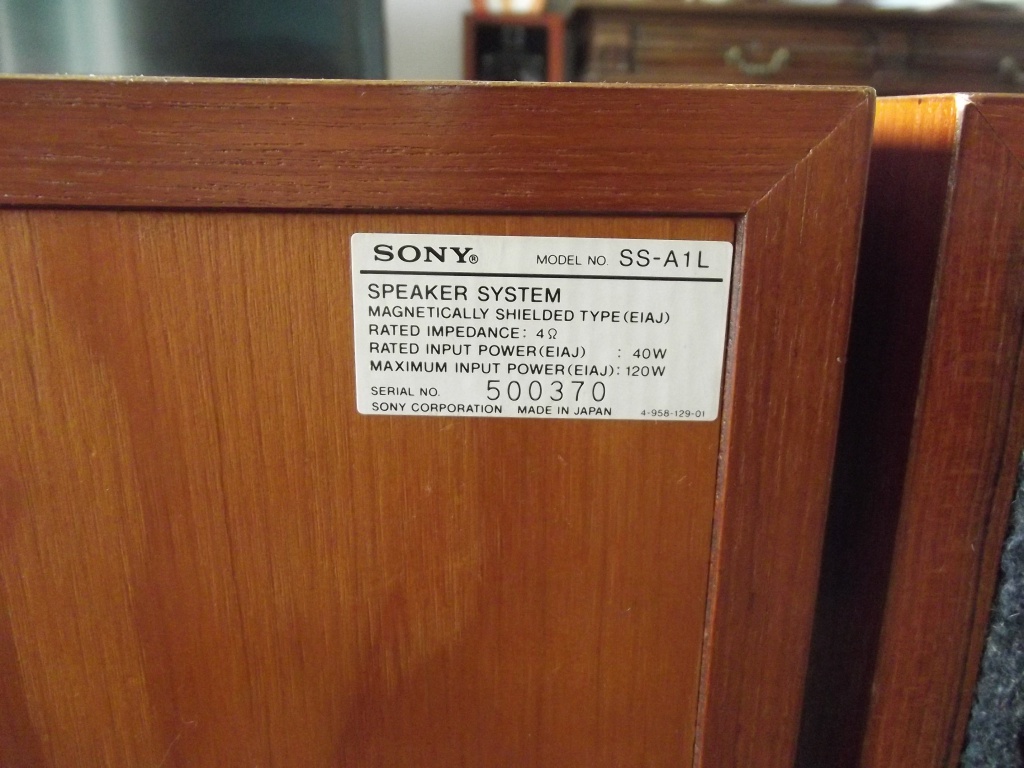 SONY® MODEL NO. SS-A1L
SPEAKER SYSTEM
MAGNETICALLY SHIELDED TYPE (EIAJ)
RATED IMPEDANCE: 4Ω
RATED INPUT POWER(EIAJ) : 40W
MAXIMUM INPUT POWER(EIAJ): 120W
SERIAL NO. 500370
SONY CORPORATION MADE IN JAPAN 4-958-129-01